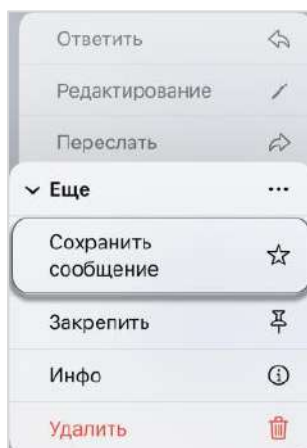 Ответить
Редактирование
Переслать
Еще
Сохранить
сообщение
Закрепить
Инфо
Удалить